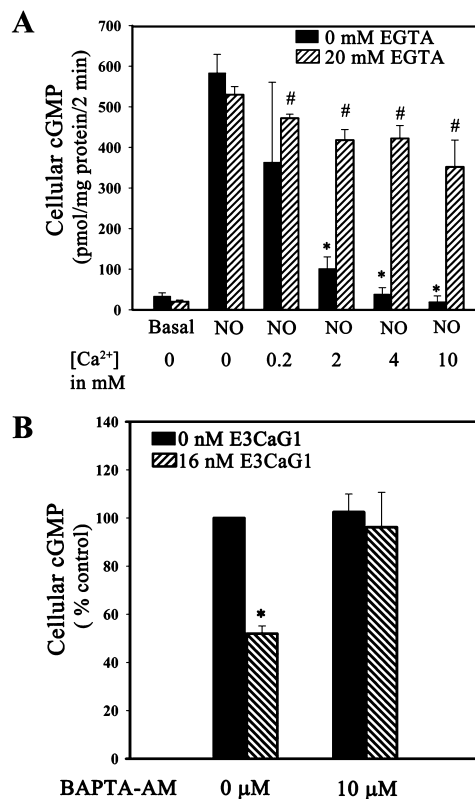 A
Cellular cGMP
(pmol/mg protein/2 min)
700
600
500
400
300
200
100
0
0 mM EGTA
20 mM EGTA
# # # #
* * *
Basal NO NO NO NO NO
[Ca²⁺] 0 0 0.2 2 4 10
in mM
B
Cellular cGMP
( % control)
140
120
100
80
60
40
20
0
0 nM E3CaG1
16 nM E3CaG1
*
BAPTA-AM 0 µM 10 µM